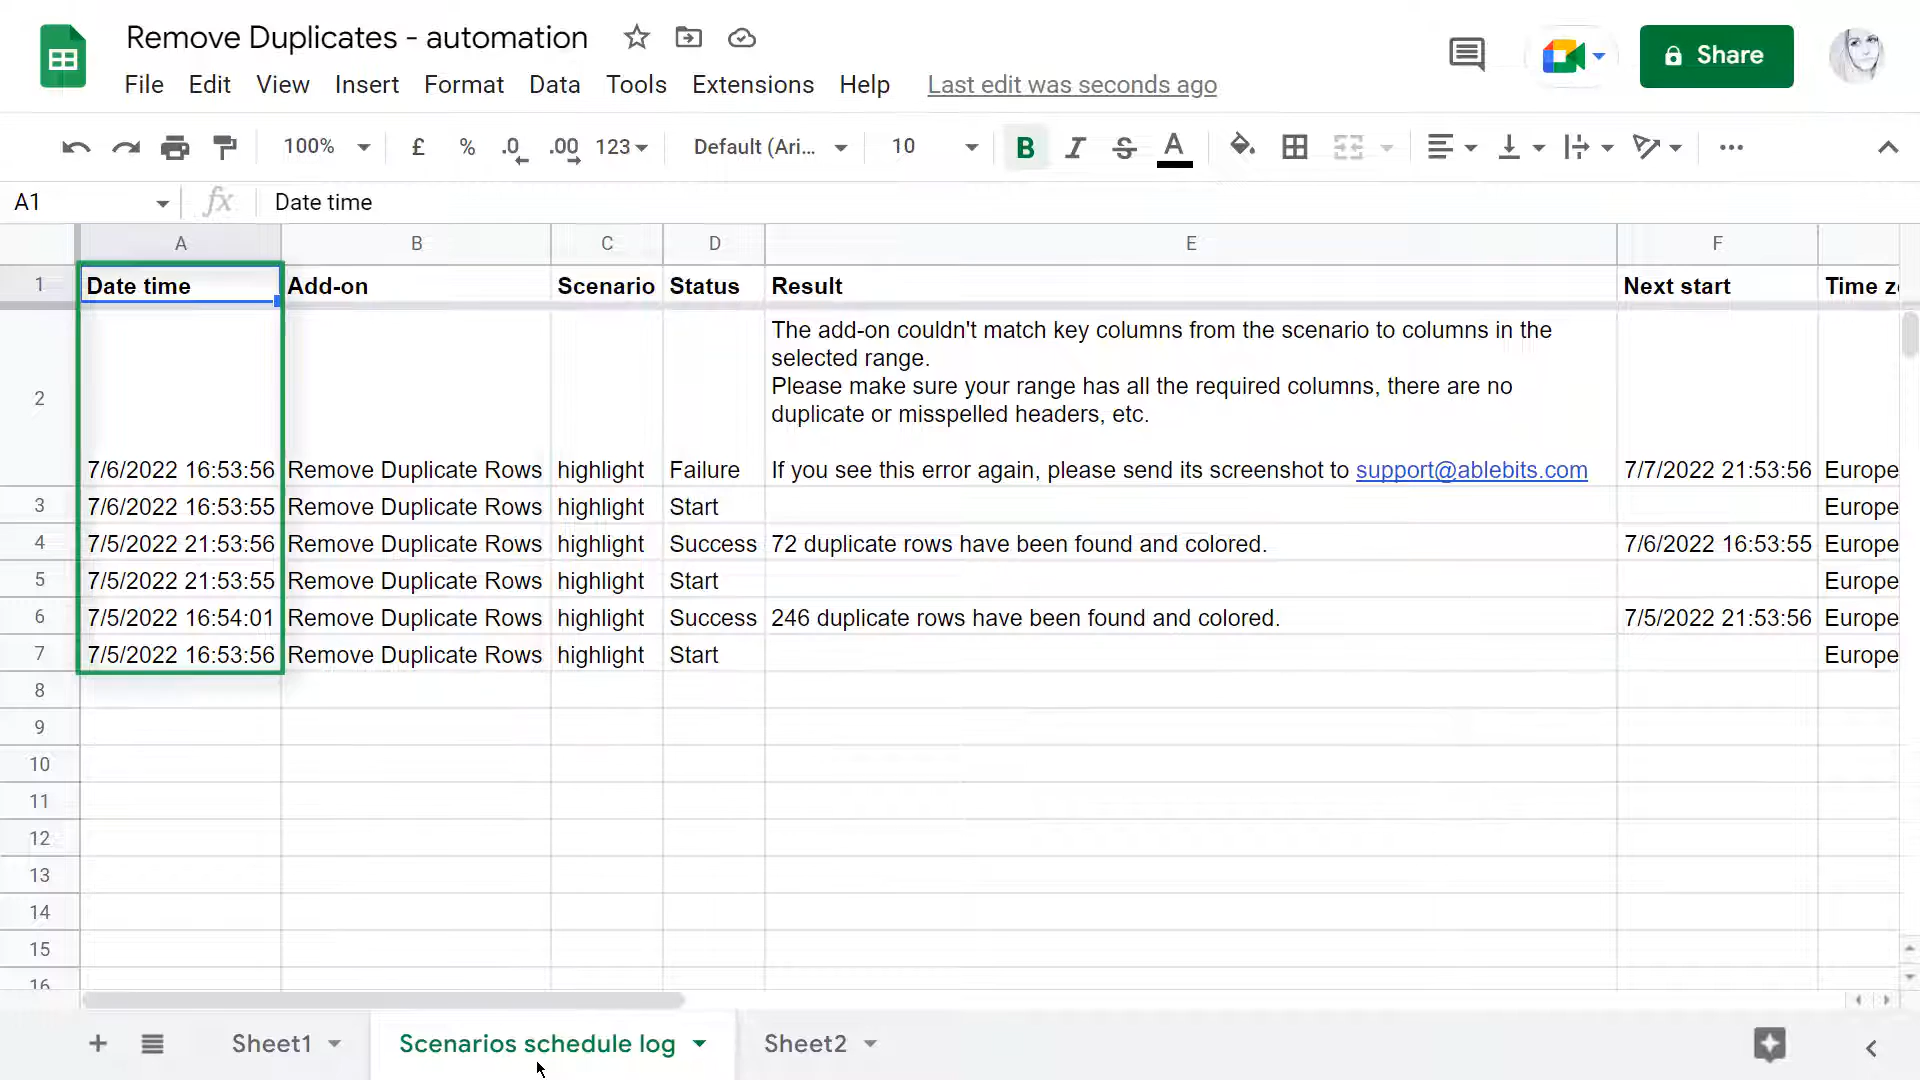 Remove Duplicates - automation
File Edit View Insert Format Data Tools Extensions Help Last edit was seconds ago
Share
100% £ % .0 .00 123 Default (Ari... 10 B I S A
A1 fx Date time
A B C D E F
1 Date time Add-on Scenario Status Result Next start Time z
The add-on couldn't match key columns from the scenario to columns in the
selected range.
Please make sure your range has all the required columns, there are no
duplicate or misspelled headers, etc.
2 7/6/2022 16:53:56 Remove Duplicate Rows highlight Failure If you see this error again, please send its screenshot to support@ablebits.com 7/7/2022 21:53:56 Europe
3 7/6/2022 16:53:55 Remove Duplicate Rows highlight Start Europe
4 7/5/2022 21:53:56 Remove Duplicate Rows highlight Success 72 duplicate rows have been found and colored. 7/6/2022 16:53:55 Europe
5 7/5/2022 21:53:55 Remove Duplicate Rows highlight Start Europe
6 7/5/2022 16:54:01 Remove Duplicate Rows highlight Success 246 duplicate rows have been found and colored. 7/5/2022 21:53:56 Europe
7 7/5/2022 16:53:56 Remove Duplicate Rows highlight Start Europe
8
9
10
11
12
13
14
15
16
Sheet1 Scenarios schedule log Sheet2